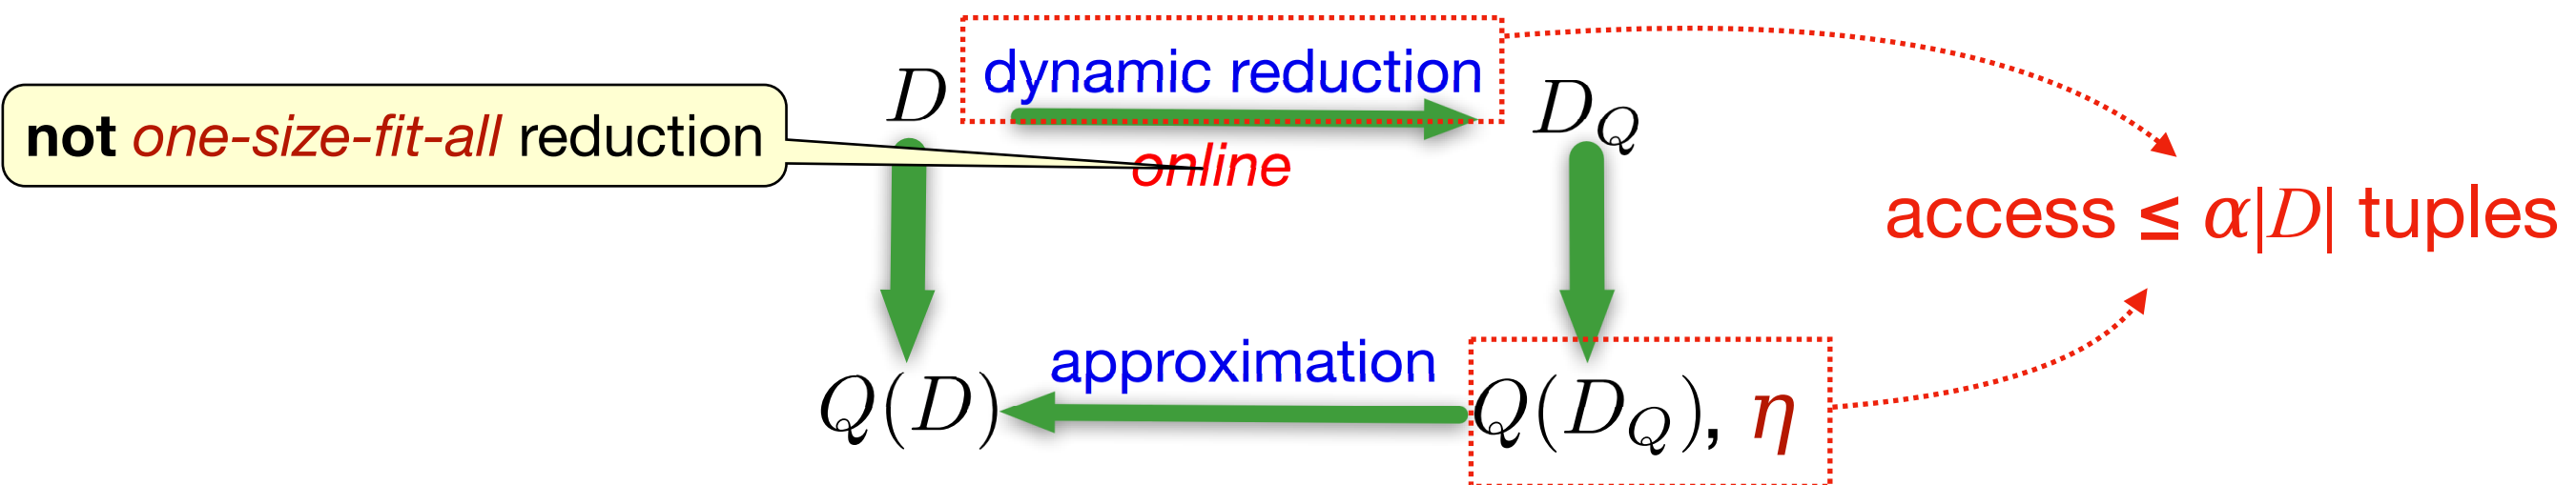 dynamic reduction
D
D_Q
not one-size-fit-all reduction
online
access ≤ α|D| tuples
approximation
Q(D)
Q(D_Q), η